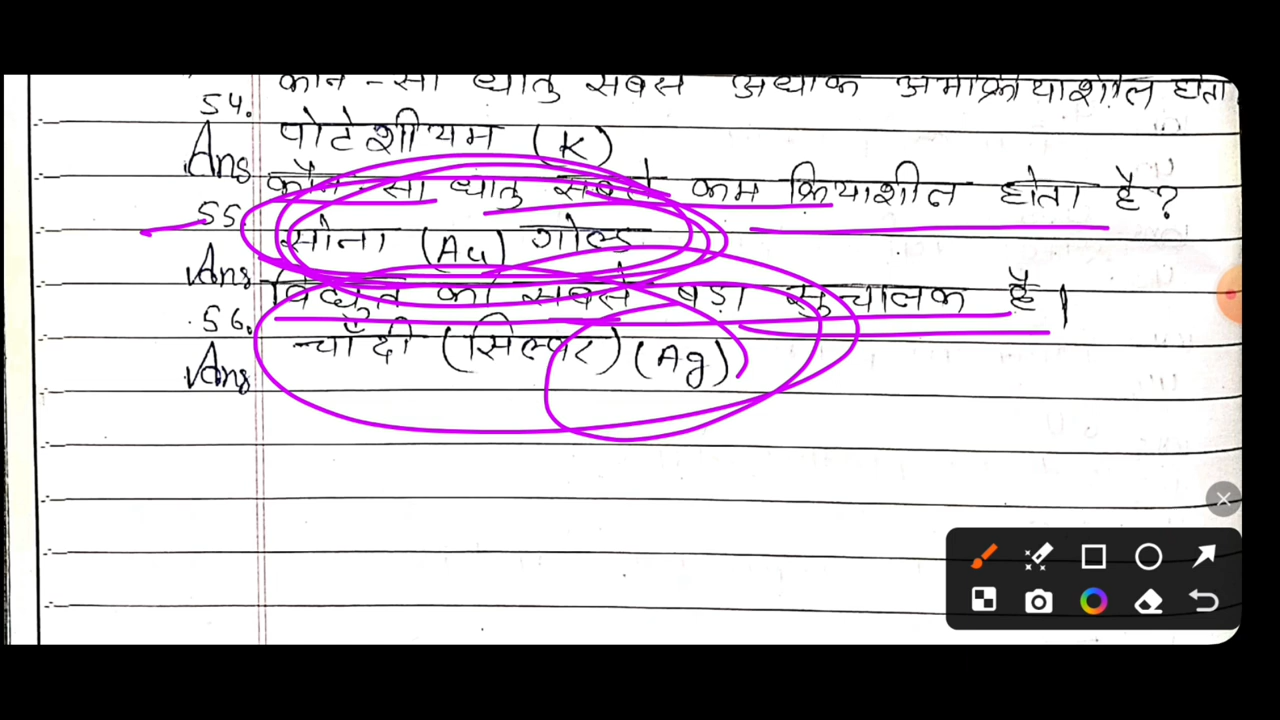 54. कौन-सा धातु सबसे अधिक अभिक्रियाशील होता
Ans पोटेशीयम (K)
55. कौन-सा धातु सबसे कम क्रियाशील होता है?
Ans सोना (Au) गोल्ड
56. विद्युत का सबसे बड़ा सुचालक है।
Ans चाँदी (सिल्वर) (Ag)